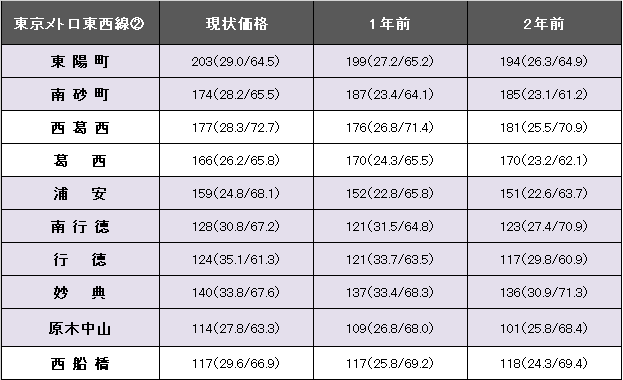 東京メトロ東西線② 現状価格 1年前 2年前
東陽町 203(29.0/64.5) 199(27.2/65.2) 194(26.3/64.9)
南砂町 174(28.2/65.5) 187(23.4/64.1) 185(23.1/61.2)
西葛西 177(28.3/72.7) 176(26.8/71.4) 181(25.5/70.9)
葛西 166(26.2/65.8) 170(24.3/65.5) 170(23.2/62.1)
浦安 159(24.8/68.1) 152(22.8/65.8) 151(22.6/63.7)
南行徳 128(30.8/67.2) 121(31.5/64.8) 123(27.4/70.9)
行徳 124(35.1/61.3) 121(33.7/63.5) 117(29.8/60.9)
妙典 140(33.8/67.6) 137(33.4/68.3) 136(30.9/71.3)
原木中山 114(27.8/63.3) 109(26.8/68.0) 101(25.8/68.4)
西船橋 117(29.6/66.9) 117(25.8/69.2) 118(24.3/69.4)